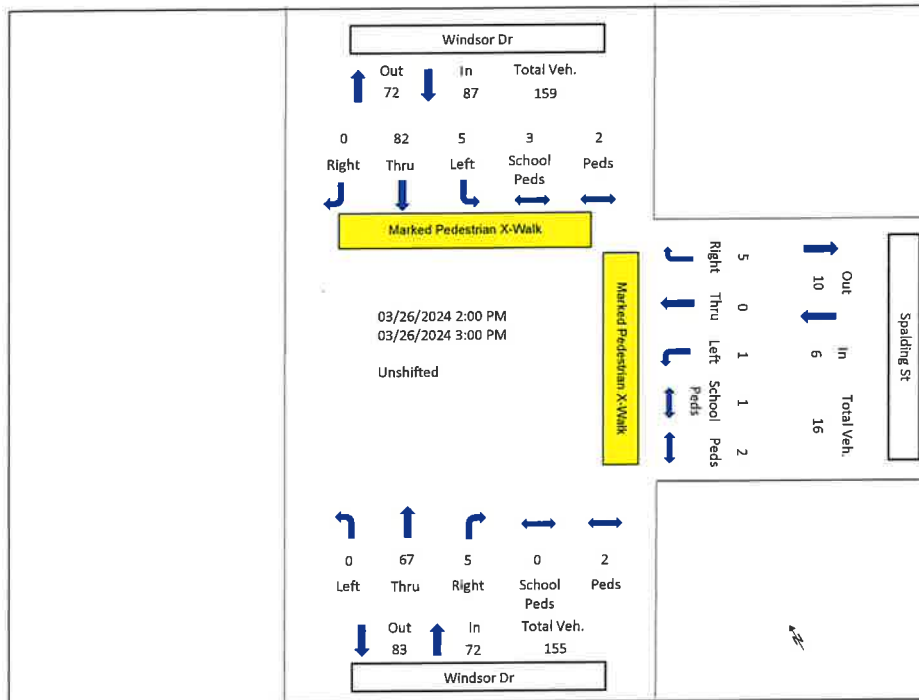 Windsor Dr
Out In Total Veh.
72 87 159
0 82 5 3 2
Right Thru Left School Peds
Peds
Marked Pedestrian X-Walk
Marked Pedestrian X-Walk
03/26/2024 2:00 PM
03/26/2024 3:00 PM
Unshifted
Spalding St
Out In Total Veh.
10 6 16
5 0 1 1 2
Right Thru Left School Peds
Peds
0 67 5 0 2
Left Thru Right School Peds
Peds
Out In Total Veh.
83 72 155
Windsor Dr
N